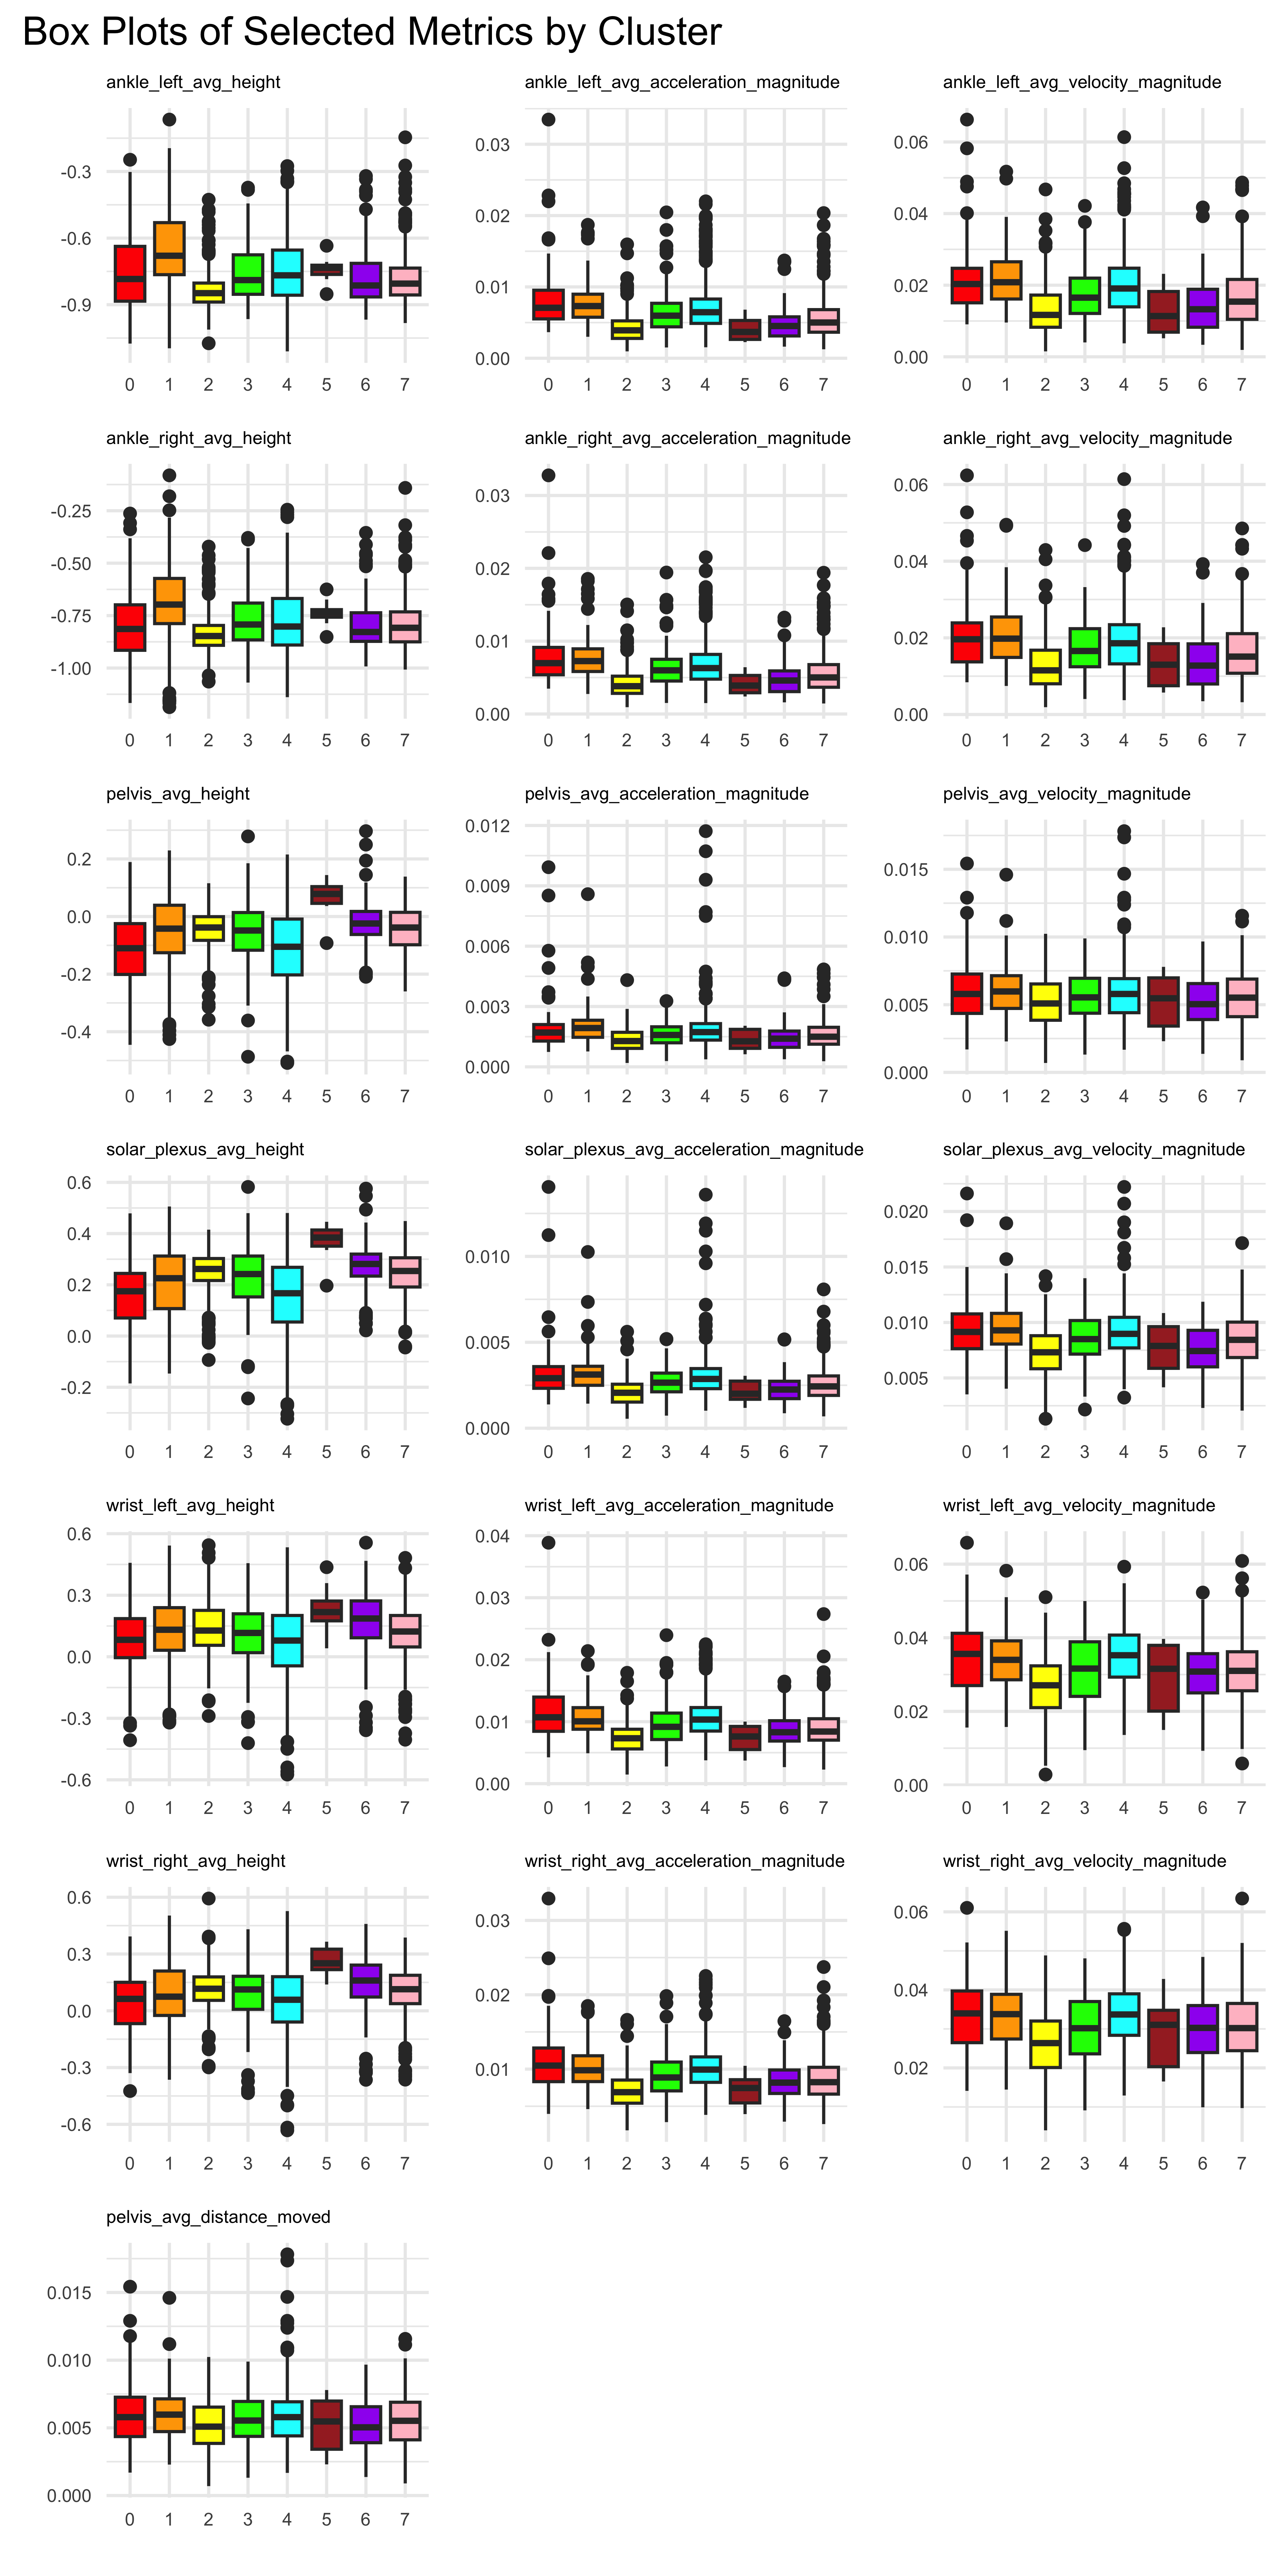 Box Plots of Selected Metrics by Cluster
ankle_left_avg_height
-0.3
-0.6
-0.9
0 1 2 3 4 5 6 7
ankle_left_avg_acceleration_magnitude
0.03
0.02
0.01
0.00
0 1 2 3 4 5 6 7
ankle_left_avg_velocity_magnitude
0.06
0.04
0.02
0.00
0 1 2 3 4 5 6 7
ankle_right_avg_height
-0.25
-0.50
-0.75
-1.00
0 1 2 3 4 5 6 7
ankle_right_avg_acceleration_magnitude
0.03
0.02
0.01
0.00
0 1 2 3 4 5 6 7
ankle_right_avg_velocity_magnitude
0.06
0.04
0.02
0.00
0 1 2 3 4 5 6 7
pelvis_avg_height
0.2
0.0
-0.2
-0.4
0 1 2 3 4 5 6 7
pelvis_avg_acceleration_magnitude
0.012
0.009
0.006
0.003
0.000
0 1 2 3 4 5 6 7
pelvis_avg_velocity_magnitude
0.015
0.010
0.005
0.000
0 1 2 3 4 5 6 7
solar_plexus_avg_height
0.6
0.4
0.2
0.0
-0.2
0 1 2 3 4 5 6 7
solar_plexus_avg_acceleration_magnitude
0.010
0.005
0.000
0 1 2 3 4 5 6 7
solar_plexus_avg_velocity_magnitude
0.020
0.015
0.010
0.005
0 1 2 3 4 5 6 7
wrist_left_avg_height
0.6
0.3
0.0
-0.3
-0.6
0 1 2 3 4 5 6 7
wrist_left_avg_acceleration_magnitude
0.04
0.03
0.02
0.01
0.00
0 1 2 3 4 5 6 7
wrist_left_avg_velocity_magnitude
0.06
0.04
0.02
0.00
0 1 2 3 4 5 6 7
wrist_right_avg_height
0.6
0.3
0.0
-0.3
-0.6
0 1 2 3 4 5 6 7
wrist_right_avg_acceleration_magnitude
0.03
0.02
0.01
0 1 2 3 4 5 6 7
wrist_right_avg_velocity_magnitude
0.06
0.04
0.02
0 1 2 3 4 5 6 7
pelvis_avg_distance_moved
0.015
0.010
0.005
0.000
0 1 2 3 4 5 6 7